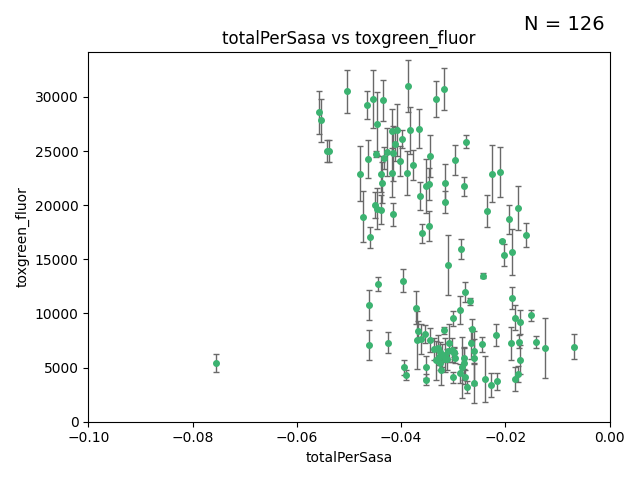 N = 126
totalPerSasa vs toxgreen_fluor
toxgreen_fluor
30000
25000
20000
15000
10000
5000
0
−0.10 −0.08 −0.06 −0.04 −0.02 0.00
totalPerSasa